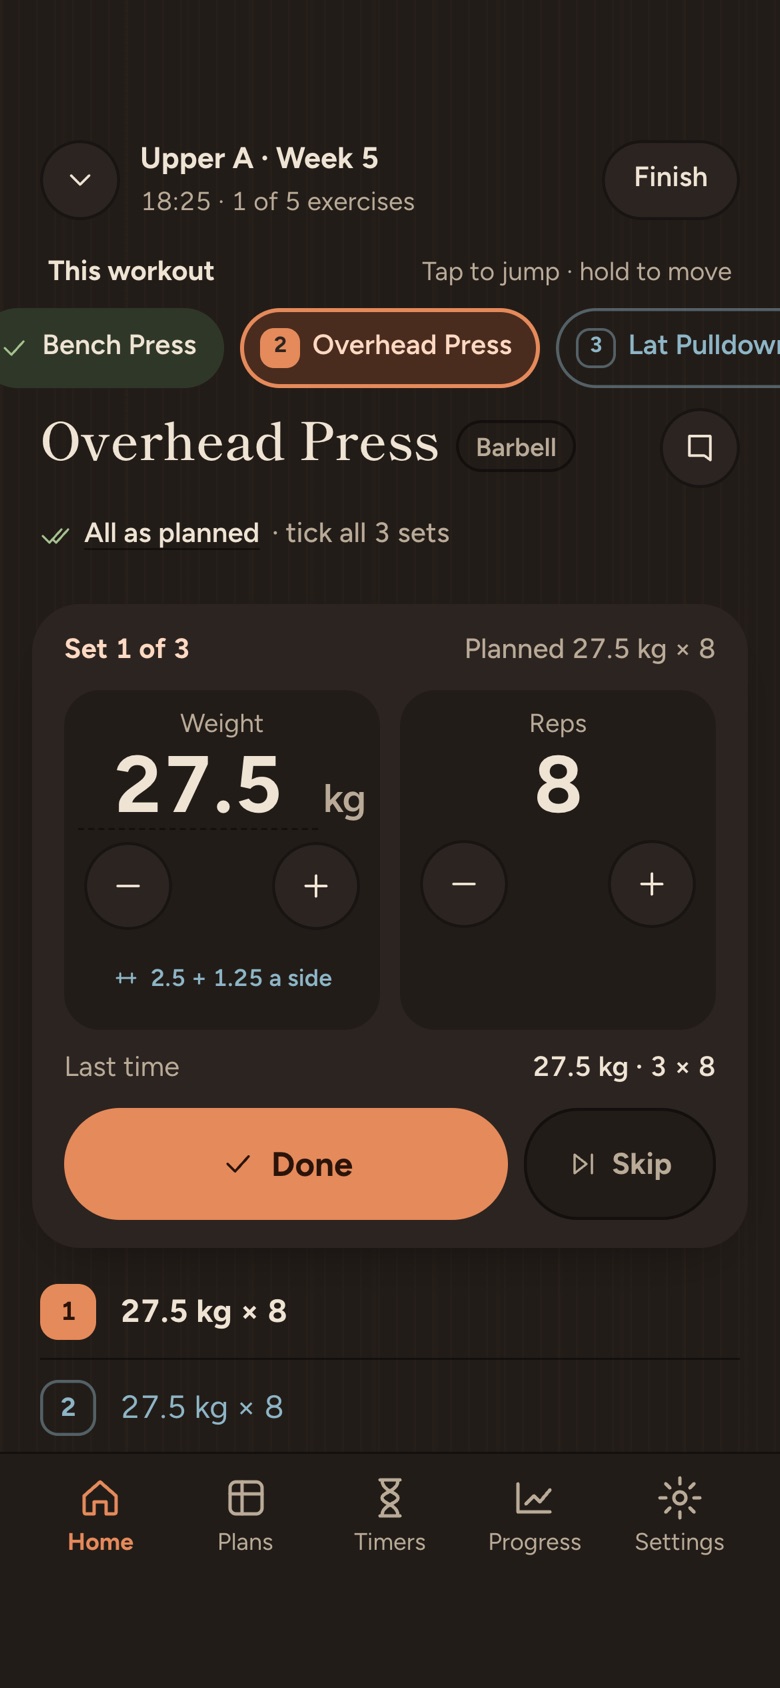 Upper A · Week 5
18:25 · 1 of 5 exercises
Finish
This workout
Tap to jump · hold to move
Bench Press
2 Overhead Press
3 Lat Pulldown
Overhead Press
Barbell
All as planned · tick all 3 sets
Set 1 of 3
Planned 27.5 kg × 8
Weight
27.5 kg
Reps
8
2.5 + 1.25 a side
Last time
27.5 kg · 3 × 8
Done
Skip
1 27.5 kg × 8
2 27.5 kg × 8
Home
Plans
Timers
Progress
Settings